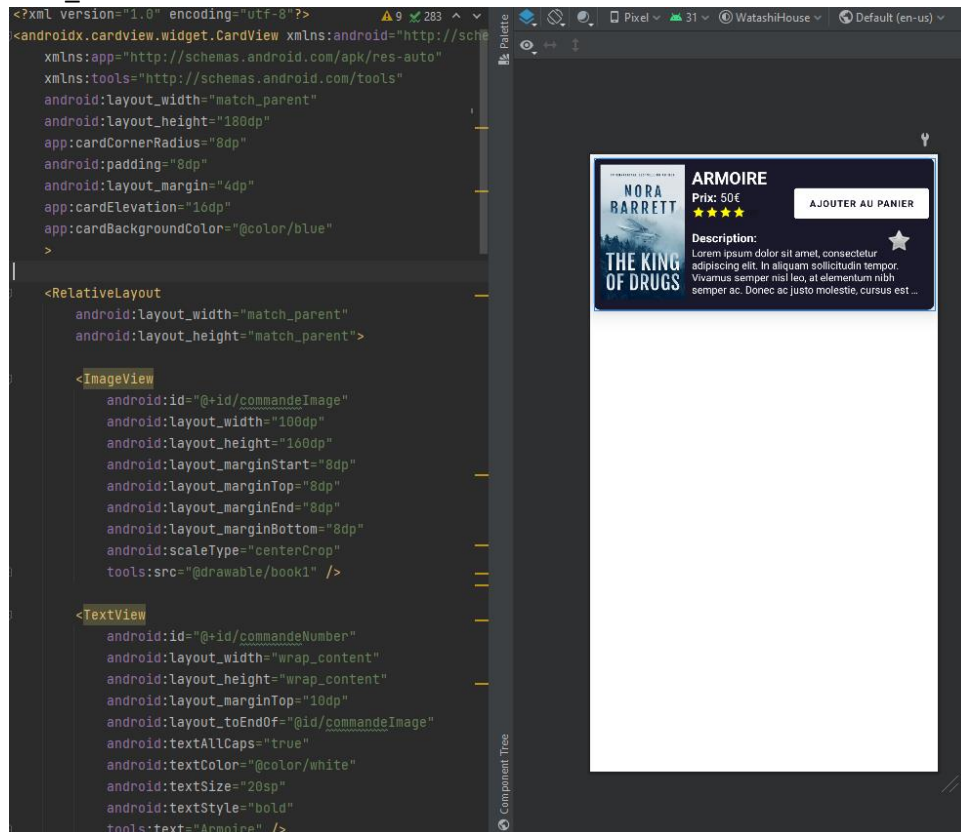 <?xml version="1.0" encoding="utf-8"?>
9 283
<androidx.cardview.widget.CardView xmlns:android="http://sche
xmlns:app="http://schemas.android.com/apk/res-auto"
xmlns:tools="http://schemas.android.com/tools"
android:layout_width="match_parent"
android:layout_height="180dp"
app:cardCornerRadius="8dp"
android:padding="8dp"
android:layout_margin="4dp"
app:cardElevation="16dp"
app:cardBackgroundColor="@color/blue"
>
<RelativeLayout
android:layout_width="match_parent"
android:layout_height="match_parent">
<ImageView
android:id="@+id/commandeImage"
android:layout_width="100dp"
android:layout_height="160dp"
android:layout_marginStart="8dp"
android:layout_marginTop="8dp"
android:layout_marginEnd="8dp"
android:layout_marginBottom="8dp"
android:scaleType="centerCrop"
tools:src="@drawable/book1" />
<TextView
android:id="@+id/commandeNumber"
android:layout_width="wrap_content"
android:layout_height="wrap_content"
android:layout_marginTop="10dp"
android:layout_toEndOf="@id/commandeImage"
android:textAllCaps="true"
android:textColor="@color/white"
android:textSize="20sp"
android:textStyle="bold"
tools:text="Armoire" />
Palette
Component Tree
Pixel 31 WatashiHouse Default (en-us)
NORA
BARRETT
THE KING
OF DRUGS
ARMOIRE
Prix: 50€
AJOUTER AU PANIER
Description:
Lorem ipsum dolor sit amet, consectetur
adipiscing elit. In aliquam sollicitudin tempor.
Vivamus semper nisl leo, at elementum nibh
semper ac. Donec ac justo molestie, cursus est ...